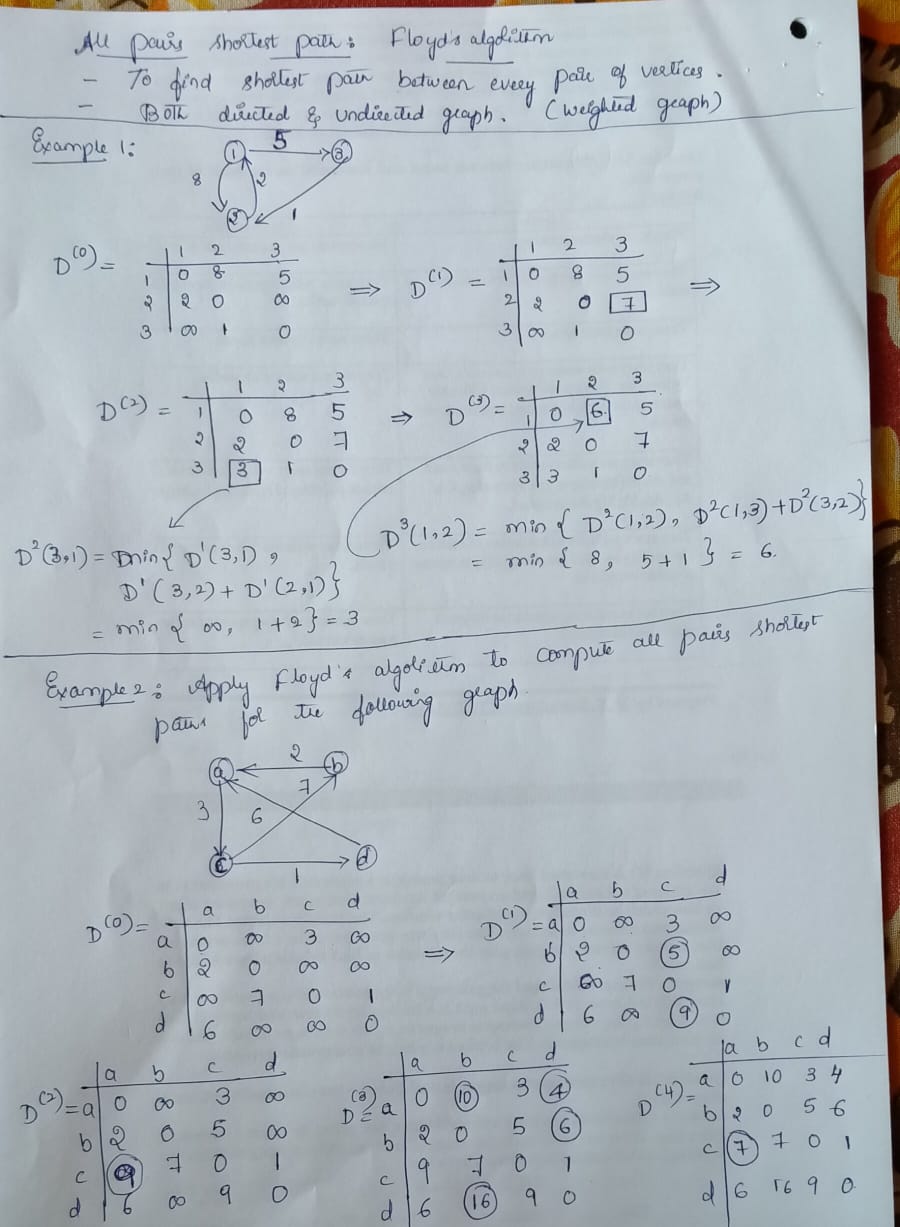 All pairs shortest path : Floyd's algorithm
- To find shortest path between every pair of vertices.
- Both directed & undirected graph. (weighted graph)
Example 1:
1 5 3
8 2
2 1
D(0) =
1 2 3
1 0 8 5
2 2 0 ∞
3 ∞ 1 0
⇒ D(1) =
1 2 3
1 0 8 5
2 2 0 7
3 ∞ 1 0
⇒
D(2) =
1 2 3
1 0 8 5
2 2 0 7
3 3 1 0
⇒ D(3) =
1 2 3
1 0 6 5
2 2 0 7
3 3 1 0
D²(3,1) = min{ D'(3,1) ,
D'(3,2) + D'(2,1)}
= min { ∞, 1+2} = 3
D³(1,2) = min { D²(1,2), D²(1,3)+D²(3,2)}
= min { 8, 5+1 } = 6.
Example 2 : Apply Floyd's algorithm to compute all pairs shortest
paths for the following graph.
a 2 b
3 6 7
c 1 d
D(0) =
a b c d
a 0 ∞ 3 ∞
b 2 0 ∞ ∞
c ∞ 7 0 1
d 6 ∞ ∞ 0
⇒ D(1) =
a b c d
a 0 ∞ 3 ∞
b 2 0 5 ∞
c ∞ 7 0 1
d 6 ∞ 9 0
D(2) =
a b c d
a 0 ∞ 3 ∞
b 2 0 5 ∞
c 9 7 0 1
d 6 ∞ 9 0
D(3) =
a b c d
a 0 10 3 4
b 2 0 5 6
c 9 7 0 1
d 6 16 9 0
D(4) =
a b c d
a 0 10 3 4
b 2 0 5 6
c 7 7 0 1
d 6 16 9 0